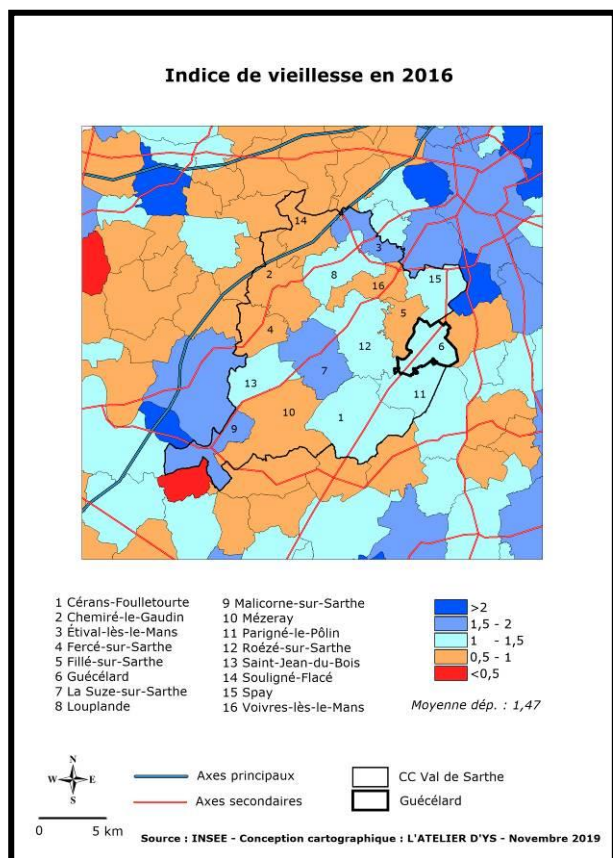 Indice de vieillesse en 2016
14
3
15
2
8
16
5
4
12
6
7
13
11
10
1
9
1 Cérans-Foulletourte
2 Chemiré-le-Gaudin
3 Étival-lès-le-Mans
4 Fercé-sur-Sarthe
5 Fillé-sur-Sarthe
6 Guécélard
7 La Suze-sur-Sarthe
8 Louplande
9 Malicorne-sur-Sarthe
10 Mézeray
11 Parigné-le-Pôlin
12 Roézé-sur-Sarthe
13 Saint-Jean-du-Bois
14 Souligné-Flacé
15 Spay
16 Voivres-lès-le-Mans
>2
1,5 - 2
1 - 1,5
0,5 - 1
<0,5
Moyenne dép. : 1,47
N
W E
S
Axes principaux
Axes secondaires
CC Val de Sarthe
Guécélard
0 5 km
Source : INSEE - Conception cartographique : L'ATELIER D'YS - Novembre 2019